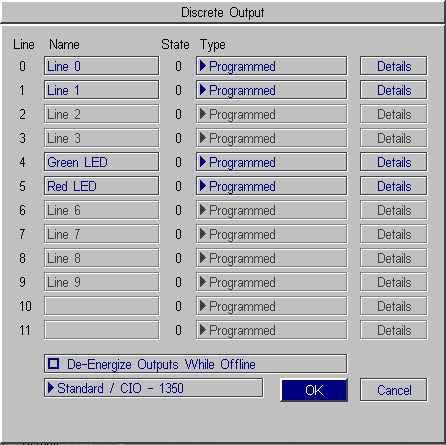 Discrete Output
Line Name State Type
0 Line 0 0 Programmed Details
1 Line 1 0 Programmed Details
2 Line 2 0 Programmed Details
3 Line 3 0 Programmed Details
4 Green LED 0 Programmed Details
5 Red LED 0 Programmed Details
6 Line 6 0 Programmed Details
7 Line 7 0 Programmed Details
8 Line 8 0 Programmed Details
9 Line 9 0 Programmed Details
10 0 Programmed Details
11 0 Programmed Details
De-Energize Outputs While Offline
Standard / CIO - 1350 OK Cancel